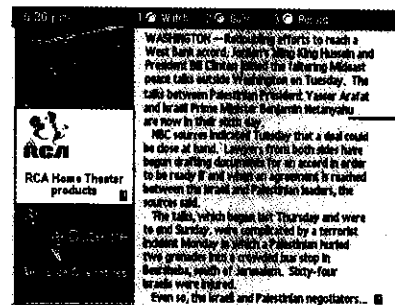 5:20 pm 1 Watch 2 3 Record
WASHINGTON — Redoubling efforts to reach a
West Bank accord, Jordan's ailing King Hussein and
President Bill Clinton joined the faltering Mideast
peace talks outside Washington on Tuesday. The
talks between Palestinian President Yasser Arafat
and Israeli Prime Minister Benjamin Netanyahu
are now in their sixth day.
NBC sources indicated Tuesday that a deal could
be close at hand. Lawyers from both sides have
begun drafting documents for an accord in order
to be ready if and when an agreement is reached
between the Israeli and Palestinian leaders, the
sources said.
The talks, which began last Thursday and were
to end Sunday, were complicated by a terrorist
incident Monday in which a Palestinian hurled
two grenades into a crowded bus stop in
Beersheba, south of Jerusalem. Sixty-four
Israelis were injured.
Even so, the Israeli and Palestinian negotiators...
RCA
RCA Home Theater
products